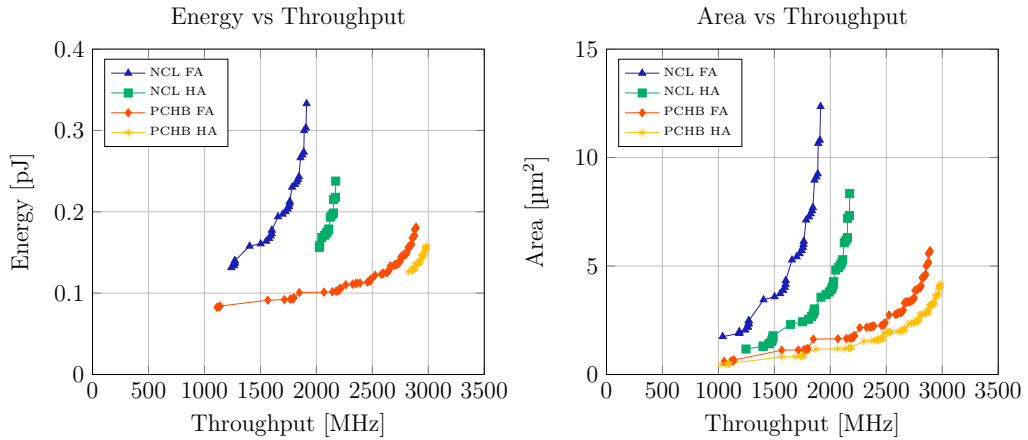 Energy vs Throughput
0.4
0.3
0.2
0.1
0
Energy [pJ]
NCL FA
NCL HA
PCHB FA
PCHB HA
0 500 1000 1500 2000 2500 3000 3500
Throughput [MHz]
Area vs Throughput
15
10
5
0
Area [µm²]
NCL FA
NCL HA
PCHB FA
PCHB HA
0 500 1000 1500 2000 2500 3000 3500
Throughput [MHz]